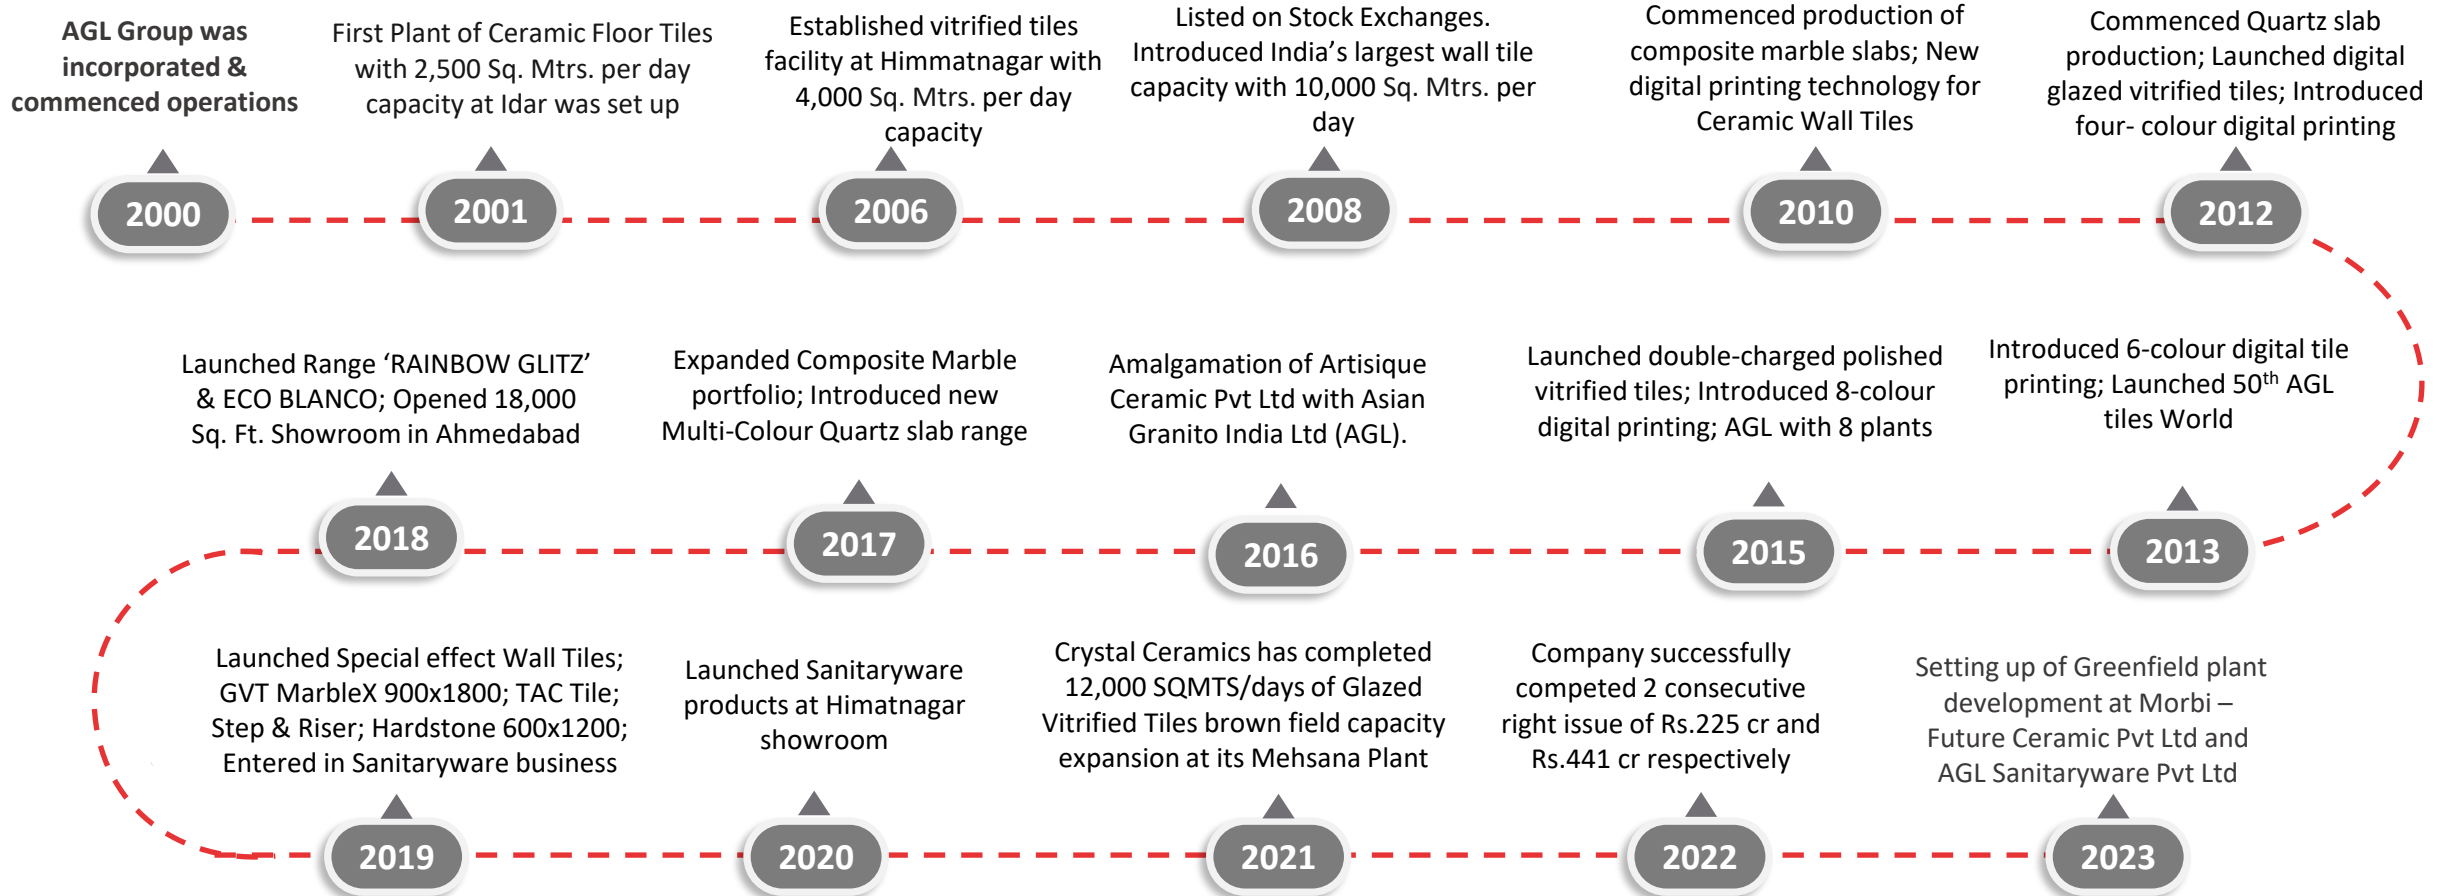 AGL Group was
incorporated &
commenced operations
2000
First Plant of Ceramic Floor Tiles
with 2,500 Sq. Mtrs. per day
capacity at Idar was set up
2001
Established vitrified tiles
facility at Himmatnagar with
4,000 Sq. Mtrs. per day
capacity
2006
Listed on Stock Exchanges.
Introduced India's largest wall tile
capacity with 10,000 Sq. Mtrs. per
day
2008
Commenced production of
composite marble slabs; New
digital printing technology for
Ceramic Wall Tiles
2010
Commenced Quartz slab
production; Launched digital
glazed vitrified tiles; Introduced
four- colour digital printing
2012
Introduced 6-colour digital tile
printing; Launched 50th AGL
tiles World
2013
Launched double-charged polished
vitrified tiles; Introduced 8-colour
digital printing; AGL with 8 plants
2015
Amalgamation of Artisique
Ceramic Pvt Ltd with Asian
Granito India Ltd (AGL).
2016
Expanded Composite Marble
portfolio; Introduced new
Multi-Colour Quartz slab range
2017
Launched Range ‘RAINBOW GLITZ’
& ECO BLANCO; Opened 18,000
Sq. Ft. Showroom in Ahmedabad
2018
Launched Special effect Wall Tiles;
GVT MarbleX 900x1800; TAC Tile;
Step & Riser; Hardstone 600x1200;
Entered in Sanitaryware business
2019
Launched Sanitaryware
products at Himatnagar
showroom
2020
Crystal Ceramics has completed
12,000 SQMTS/days of Glazed
Vitrified Tiles brown field capacity
expansion at its Mehsana Plant
2021
Company successfully
competed 2 consecutive
right issue of Rs.225 cr and
Rs.441 cr respectively
2022
Setting up of Greenfield plant
development at Morbi –
Future Ceramic Pvt Ltd and
AGL Sanitaryware Pvt Ltd
2023